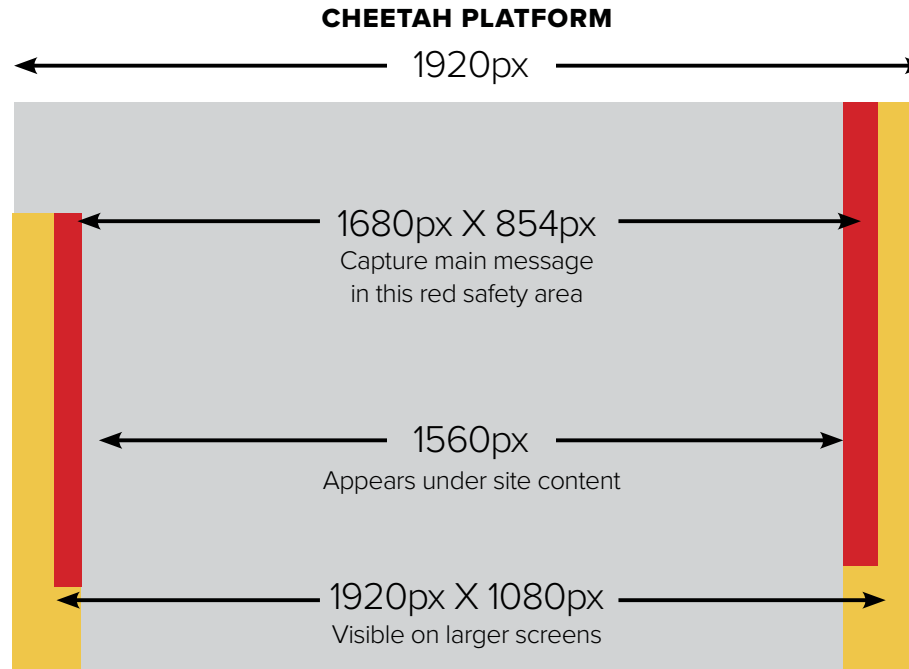 CHEETAH PLATFORM
1920px
1680px X 854px
Capture main message
in this red safety area
1560px
Appears under site content
1920px X 1080px
Visible on larger screens